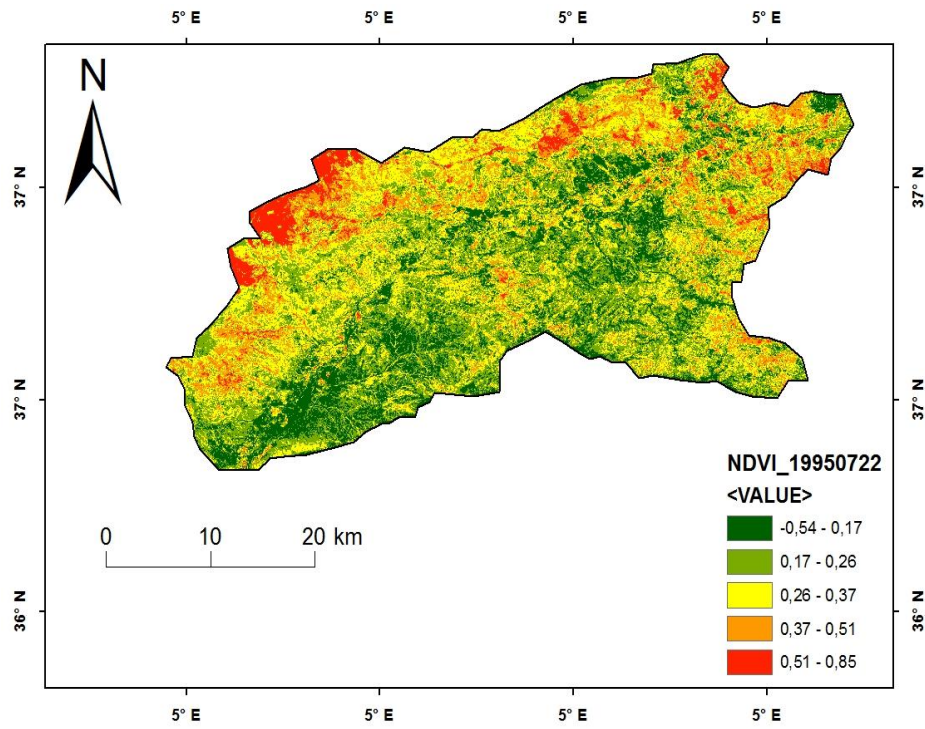 5° E 5° E 5° E 5° E
N
37° N 37° N
37° N 37° N
NDVI_19950722
<VALUE>
-0,54 - 0,17
0 10 20 km
0,17 - 0,26
0,26 - 0,37
36° N 36° N
0,37 - 0,51
0,51 - 0,85
5° E 5° E 5° E 5° E